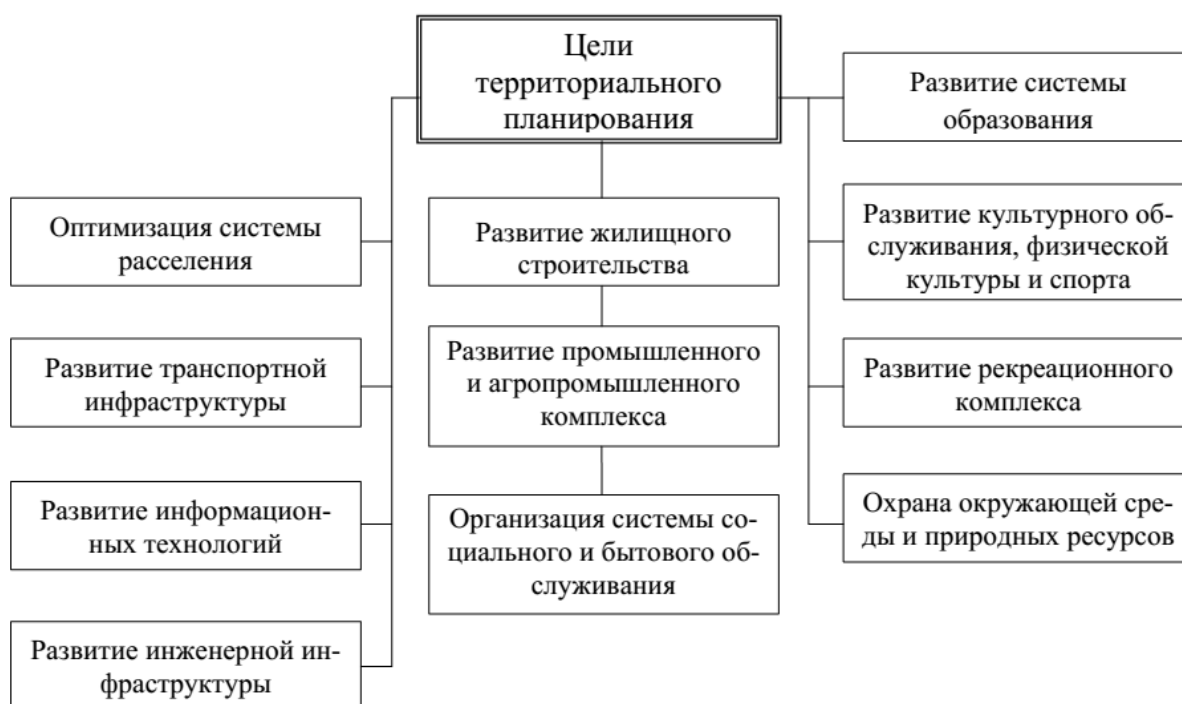 Цели
территориального
планирования
Оптимизация системы
расселения
Развитие транспортной
инфраструктуры
Развитие информацион-
ных технологий
Развитие инженерной ин-
фраструктуры
Развитие жилищного
строительства
Развитие промышленного
и агропромышленного
комплекса
Организация системы со-
циального и бытового об-
служивания
Развитие системы
образования
Развитие культурного об-
служивания, физической
культуры и спорта
Развитие рекреационного
комплекса
Охрана окружающей сре-
ды и природных ресурсов